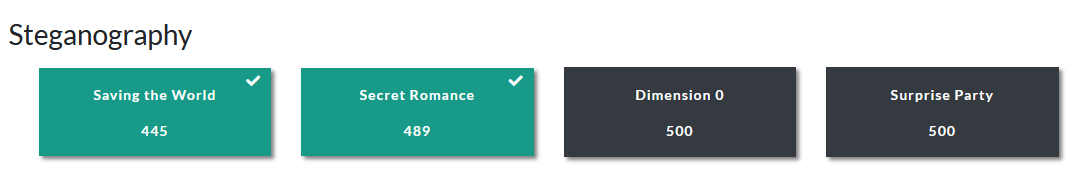 Steganography
Saving the World
445
Secret Romance
489
Dimension 0
500
Surprise Party
500